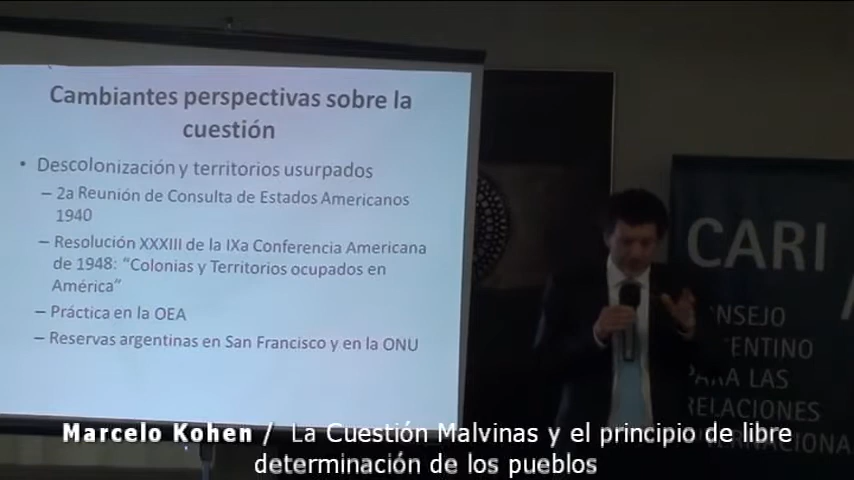 Cambiantes perspectivas sobre la
cuestión
• Descolonización y territorios usurpados
– 2a Reunión de Consulta de Estados Americanos
1940
– Resolución XXXIII de la IXa Conferencia Americana
de 1948: “Colonias y Territorios ocupados en
América”
– Práctica en la OEA
– Reservas argentinas en San Francisco y en la ONU
CARI
NSEJO
ENTINO
PARA LAS
RELACIONES
Marcelo Kohen / La Cuestión Malvinas y el principio de libre
determinación de los pueblos